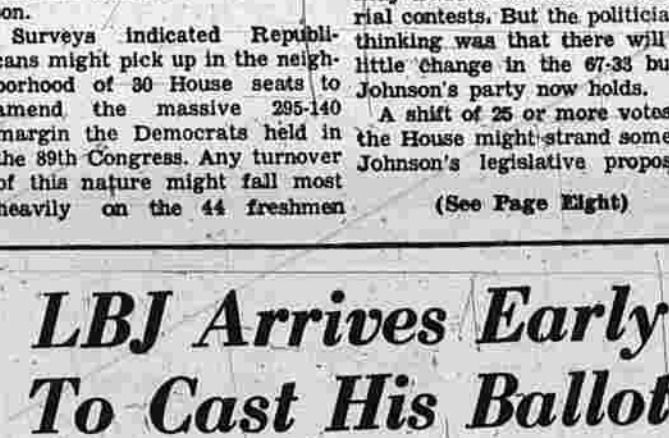 on.
Surveys indicated Republi-
cans might pick up in the neigh-
borhood of 30 House seats to
amend the massive 295-140
margin the Democrats held in
the 89th Congress. Any turnover
of this nature might fall most
heavily on the 44 freshmen
rial contests. But the politicia
thinking was that there will
little change in the 67-33 bu
Johnson's party now holds.
A shift of 25 or more votes
the House might strand some
Johnson's legislative propos
(See Page Eight)
LBJ Arrives Early
To Cast His Ballot